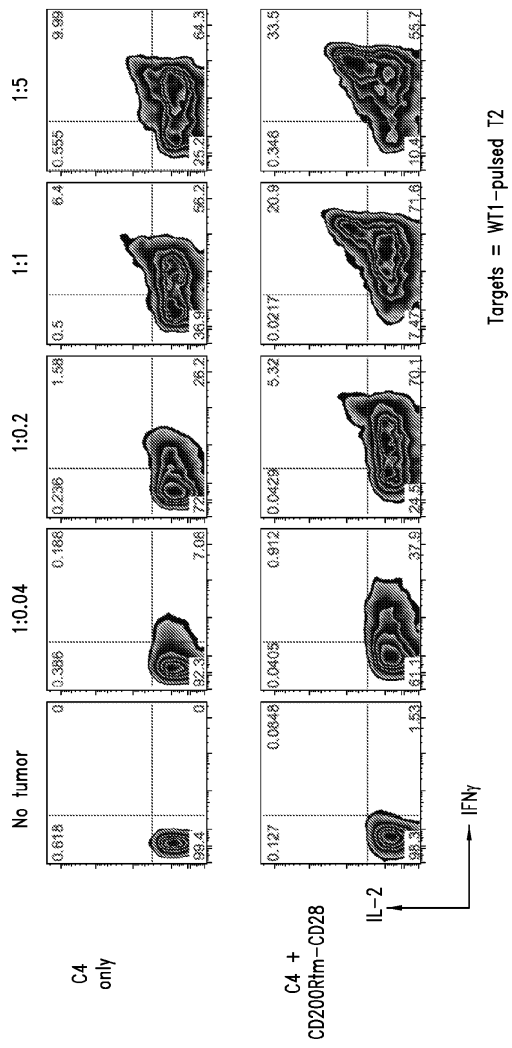 No tumor 1:0.04 1:0.2 1:1 1:5
C4
only
0.618 0 0.386 0.188 0.236 1.58 0.5 6.4 0.555 9.99
99.4 0 92.3 7.08 26.2 36.9 56.2 25.2 64.3
C4 +
CD200Rtm-CD28
0.127 0.0848 0.0405 0.912 0.0429 5.32 0.0217 20.9 0.346 33.5
98.3 1.53 61.1 37.9 24.5 70.1 7.47 71.6 10.4 55.7
IL-2
IFNγ
Targets = WT1-pulsed T2